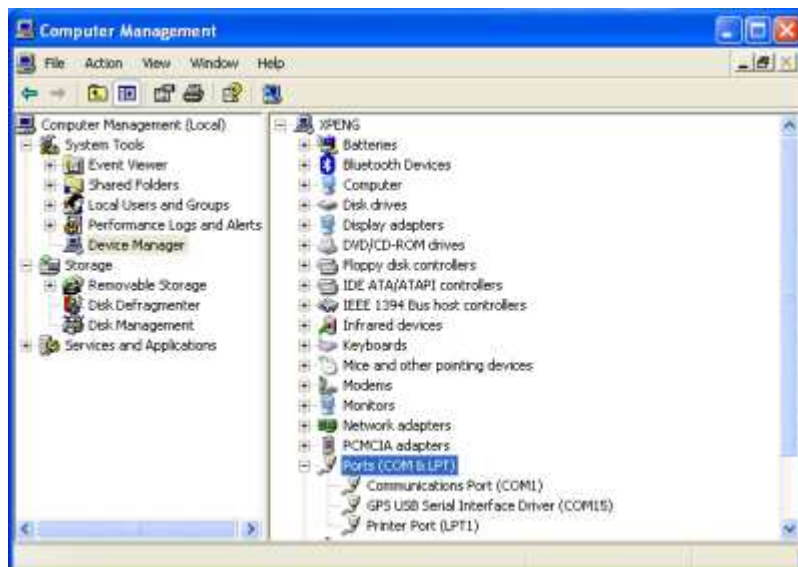 Computer Management
File Action View Window Help
Computer Management (Local)
System Tools
Event Viewer
Shared Folders
Local Users and Groups
Performance Logs and Alerts
Device Manager
Storage
Removable Storage
Disk Defragmenter
Disk Management
Services and Applications
XPENG
Batteries
Bluetooth Devices
Computer
Disk drives
Display adapters
DVD/CD-ROM drives
Floppy disk controllers
IDE ATA/ATAPI controllers
IEEE 1394 Bus host controllers
Infrared devices
Keyboards
Mice and other pointing devices
Modems
Monitors
Network adapters
PCMCIA adapters
Ports (COM & LPT)
Communications Port (COM1)
GPS USB Serial Interface Driver (COM15)
Printer Port (LPT1)